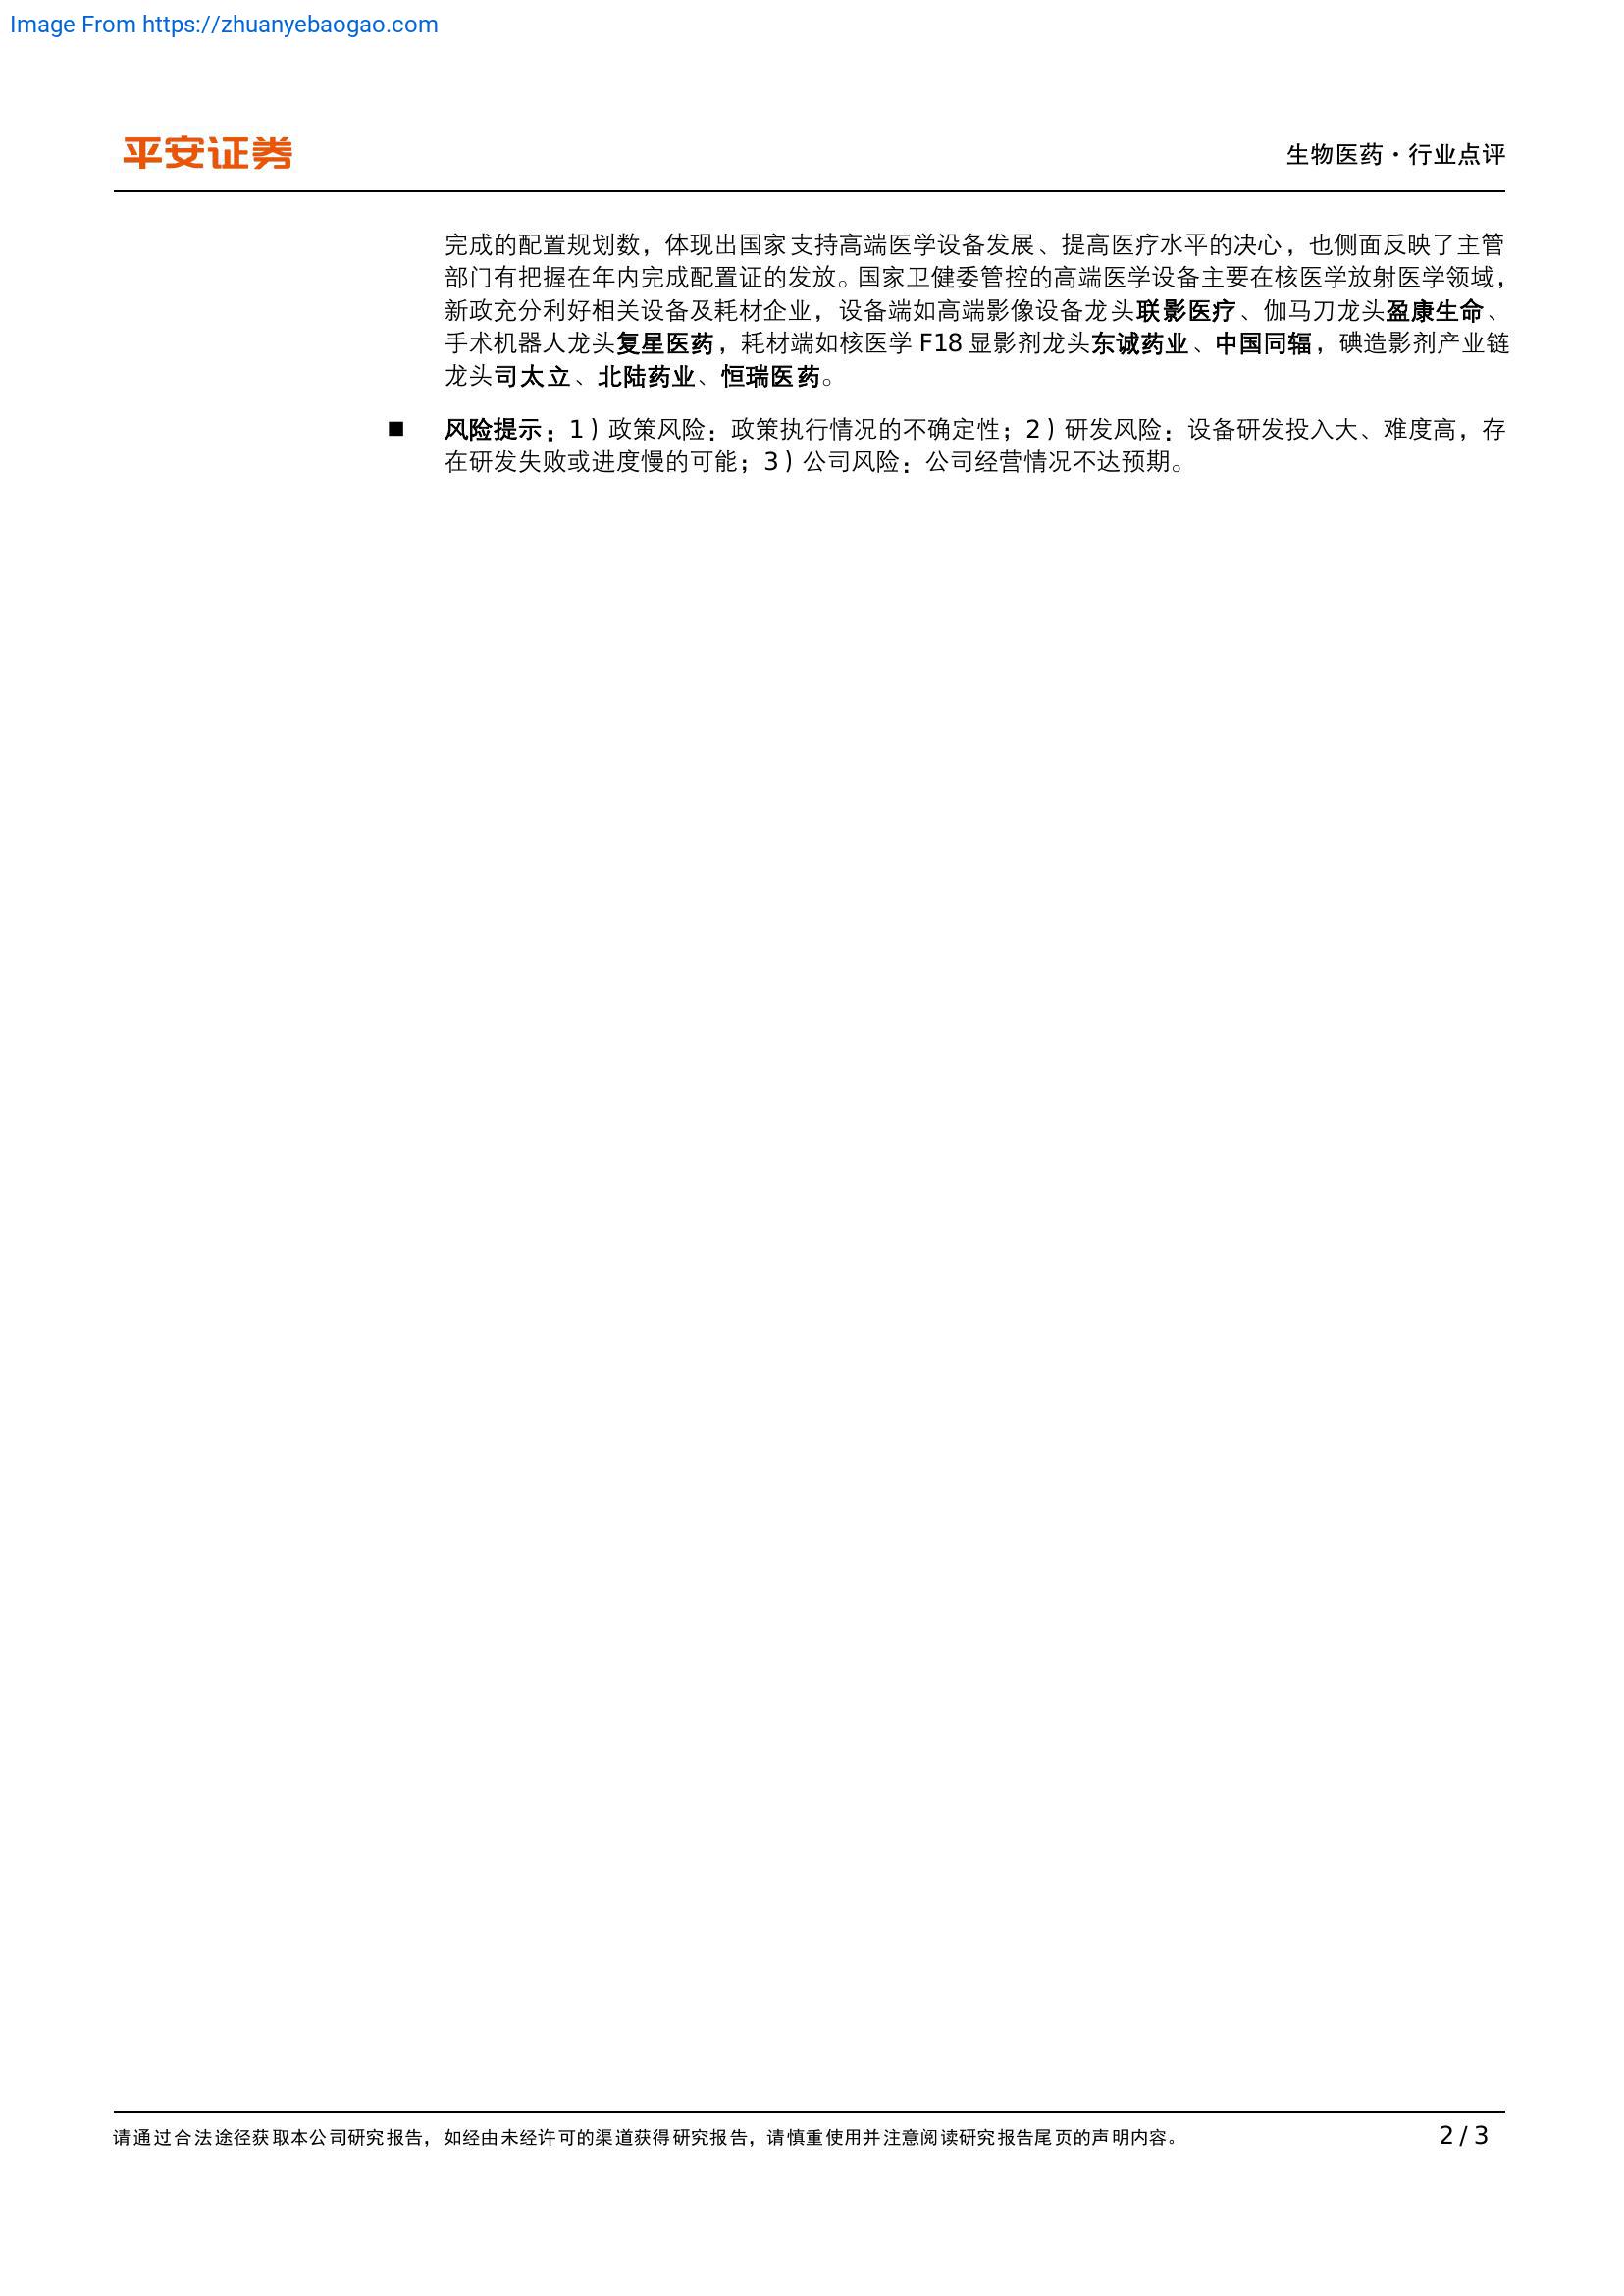 Image From https://zhuanyebaogao.com
平安证券
生物医药·行业点评
完成的配置规划数，体现出国家支持高端医学设备发展、提高医疗水平的决心，也侧面反映了主管
部门有把握在年内完成配置证的发放。国家卫健委管控的高端医学设备主要在核医学放射医学领域，
新政充分利好相关设备及耗材企业，设备端如高端影像设备龙头联影医疗、伽马刀龙头盈康生命、
手术机器人龙头复星医药，耗材端如核医学 F18 显影剂龙头东诚药业、中国同辐，碘造影剂产业链
龙头司太立、北陆药业、恒瑞医药。
■ 风险提示：1）政策风险：政策执行情况的不确定性；2）研发风险：设备研发投入大、难度高，存
在研发失败或进度慢的可能；3）公司风险：公司经营情况不达预期。
请通过合法途径获取本公司研究报告，如经由未经许可的渠道获得研究报告，请慎重使用并注意阅读研究报告尾页的声明内容。
2 / 3